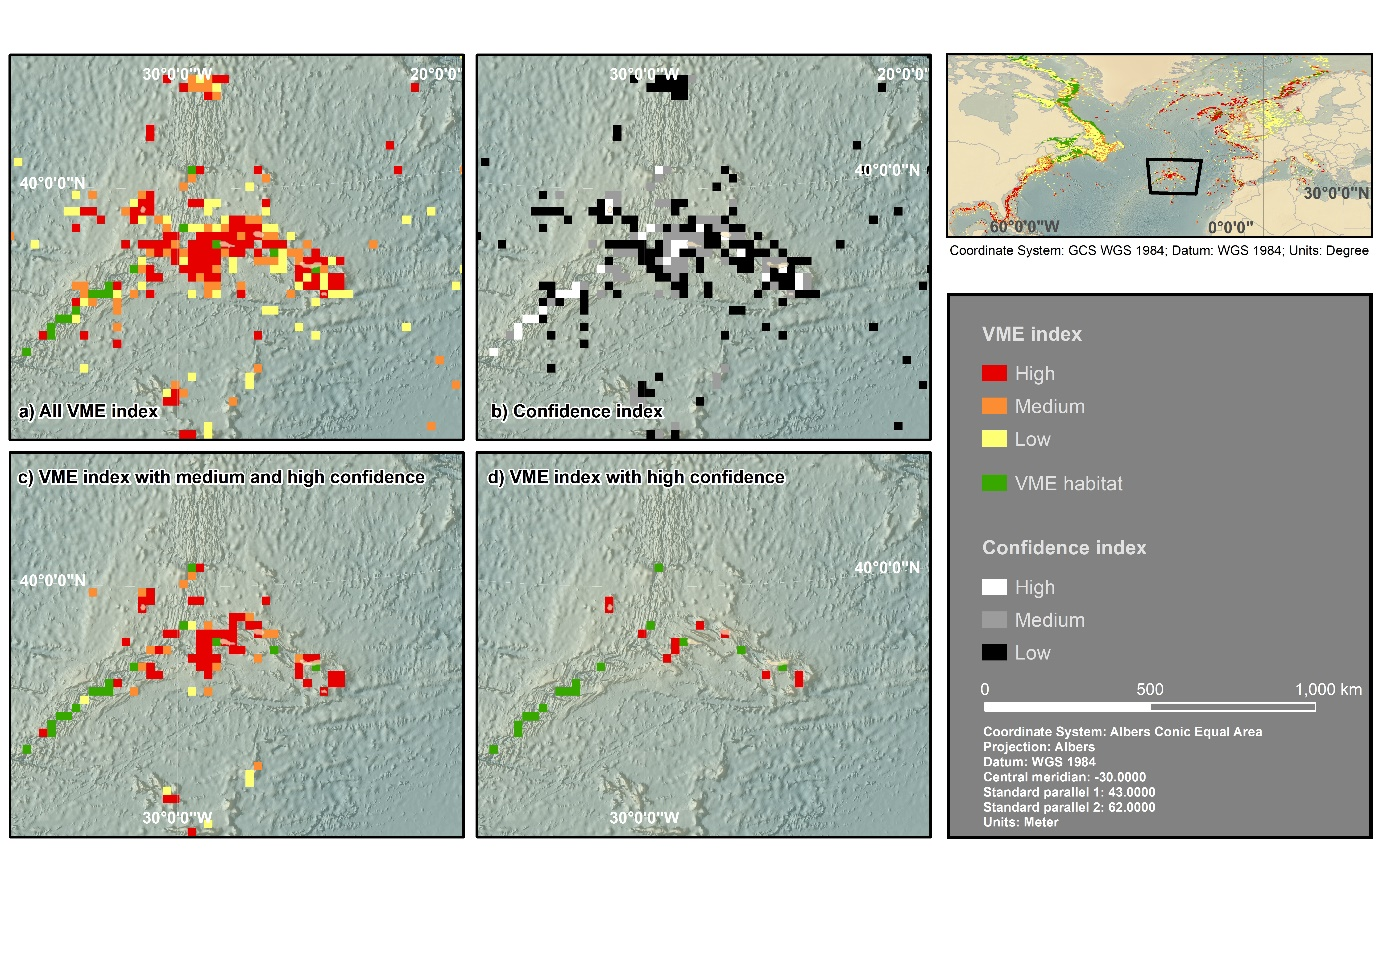 30°0'0"W
20°0'0"
40°0'0"N
a) All VME index
30°0'0"W
20°0'0"
40°0'0"N
b) Confidence index
60°0'0"W
0°0'0"
30°0'0"N
Coordinate System: GCS WGS 1984; Datum: WGS 1984; Units: Degree
c) VME index with medium and high confidence
40°0'0"N
30°0'0"W
d) VME index with high confidence
40°0'0"N
30°0'0"W
VME index
High
Medium
Low
VME habitat
Confidence index
High
Medium
Low
0 500 1,000 km
Coordinate System: Albers Conic Equal Area
Projection: Albers
Datum: WGS 1984
Central meridian: -30.0000
Standard parallel 1: 43.0000
Standard parallel 2: 62.0000
Units: Meter